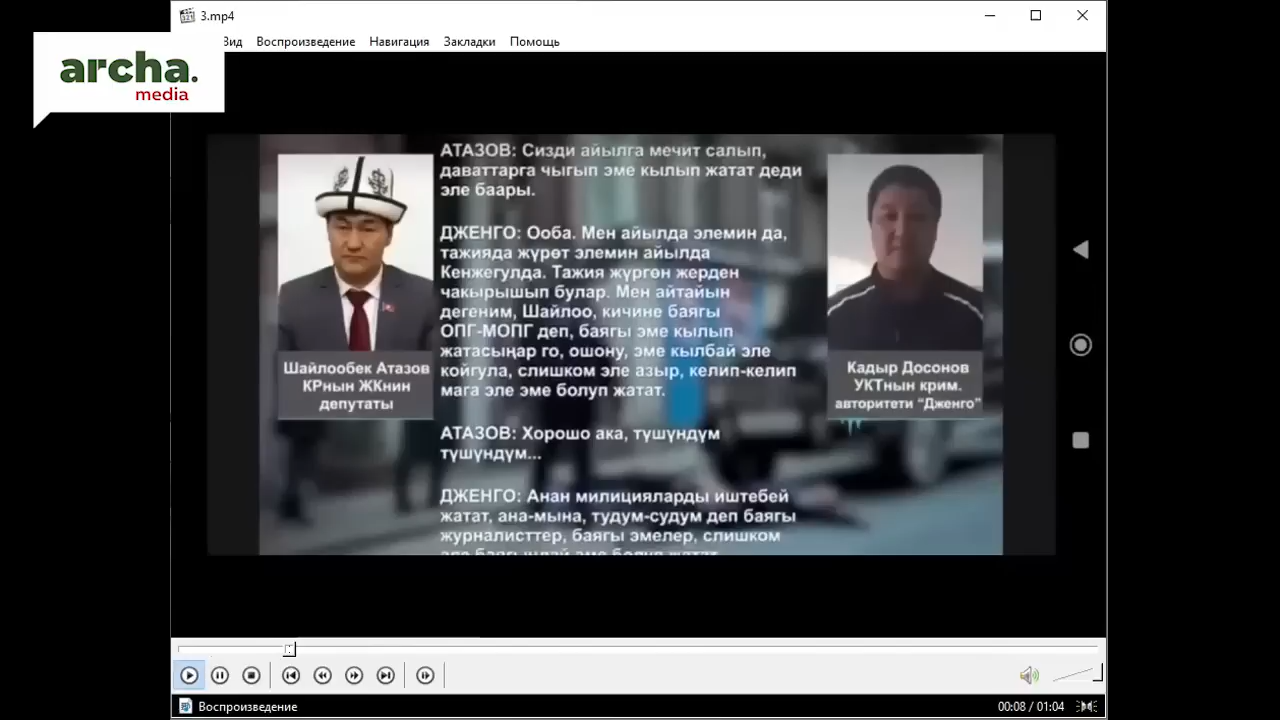 3.mp4
archa.
media
Вид Воспроизведение Навигация Закладки Помощь
АТАЗОВ: Сизди айылга мечит салып,
даваттарга чыгып эме кылып жатат деди
эле баары.
ДЖЕНГО: Ооба. Мен айылда элемин да,
тажияда жүрөт элемин айылда
Кенжегулда. Тажия жүргөн жерден
чакырышып булар. Мен айтайын
дегеним, Шайлоо, кичине баягы
ОПГ-МОПГ деп, баягы эме кылып
жатасыңар го, ошону, эме кылбай эле
койгула, слишком эле азыр, келип-келип
мага эле эме болуп жатат.
АТАЗОВ: Хорошо ака, түшүндүм
түшүндүм...
ДЖЕНГО: Анан милицияларды иштебей
жатат, ана-мына, тудум-судум деп баягы
журналисттер, баягы эмелер, слишком
Шайлообек Атазов
КРнын ЖКнин
депутаты
Кадыр Досонов
УКТнын крим.
авторитети “Дженго”
Воспроизведение
00:08 / 01:04